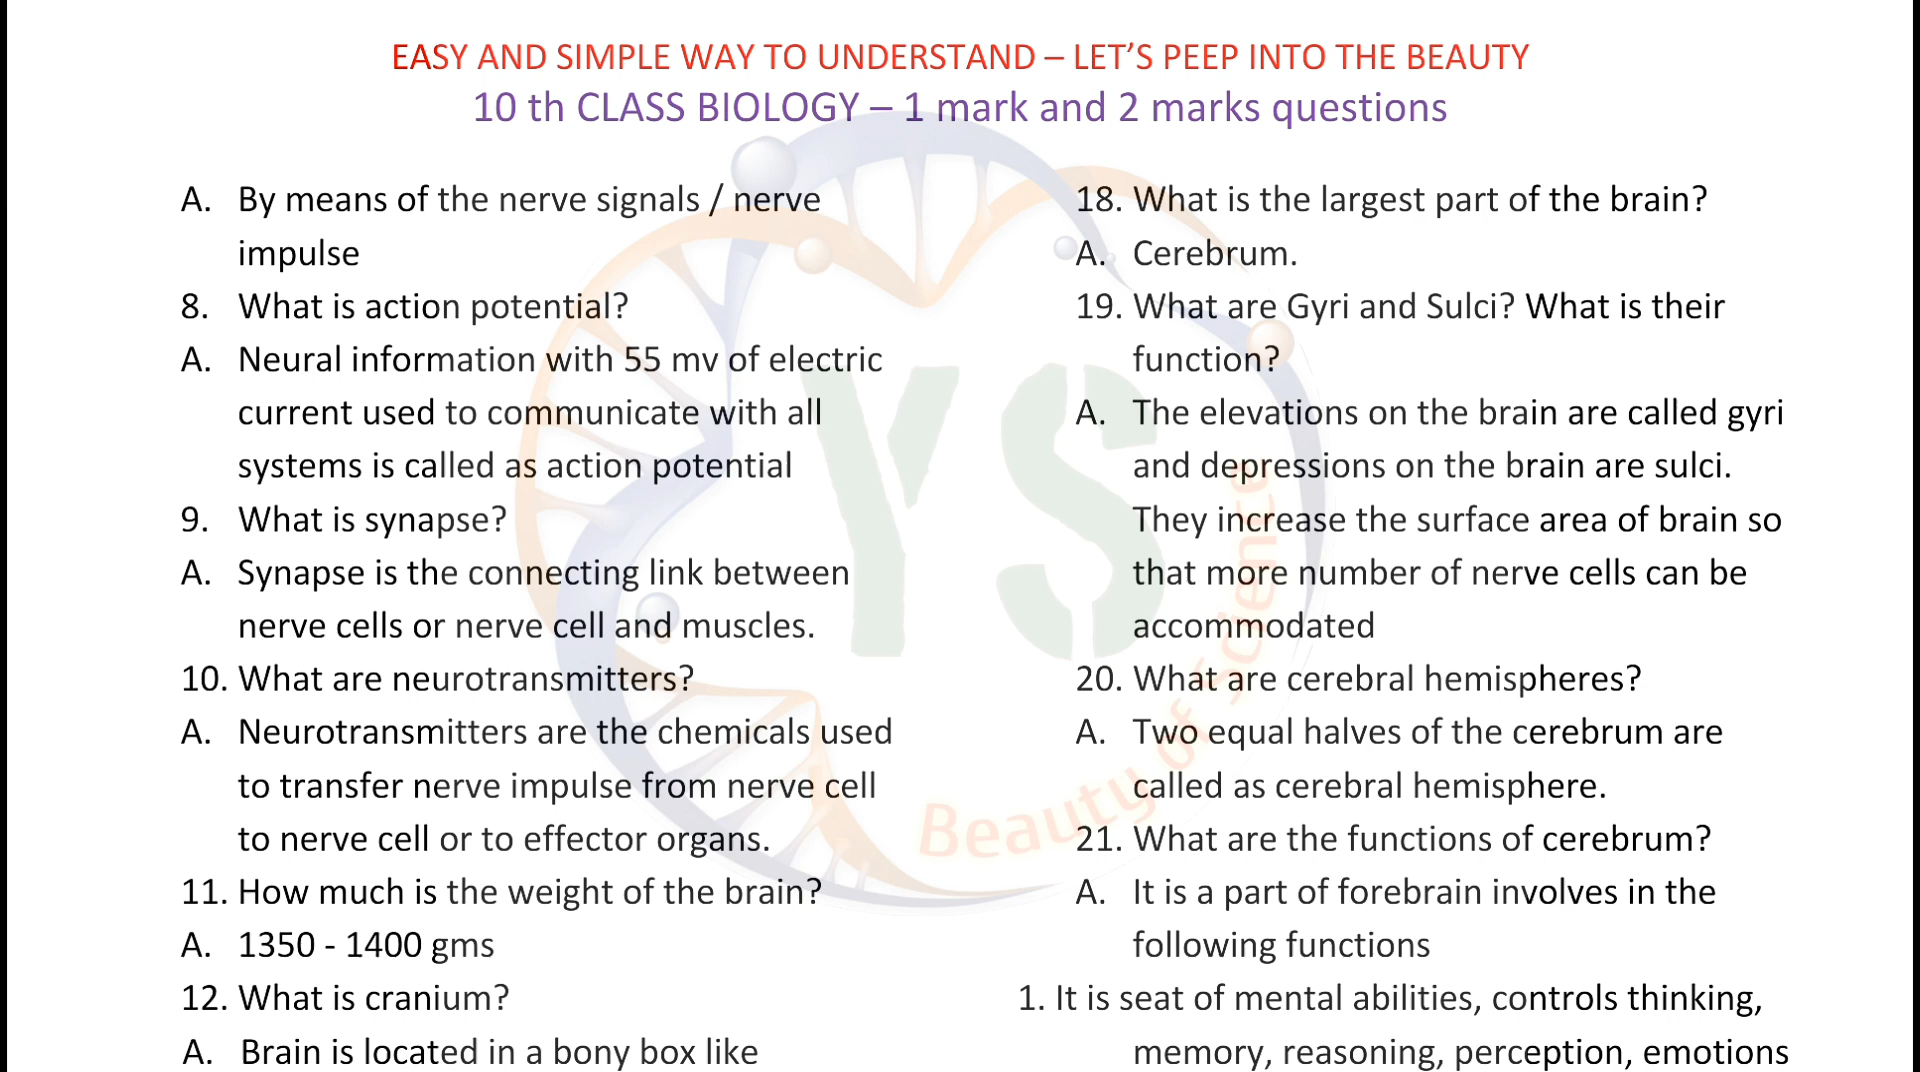 EASY AND SIMPLE WAY TO UNDERSTAND – LET’S PEEP INTO THE BEAUTY
10 th CLASS BIOLOGY – 1 mark and 2 marks questions
A. By means of the nerve signals / nerve
impulse
8. What is action potential?
A. Neural information with 55 mv of electric
current used to communicate with all
systems is called as action potential
9. What is synapse?
A. Synapse is the connecting link between
nerve cells or nerve cell and muscles.
10. What are neurotransmitters?
A. Neurotransmitters are the chemicals used
to transfer nerve impulse from nerve cell
to nerve cell or to effector organs.
11. How much is the weight of the brain?
A. 1350 - 1400 gms
12. What is cranium?
A. Brain is located in a bony box like
18. What is the largest part of the brain?
A. Cerebrum.
19. What are Gyri and Sulci? What is their
function?
A. The elevations on the brain are called gyri
and depressions on the brain are sulci.
They increase the surface area of brain so
that more number of nerve cells can be
accommodated
20. What are cerebral hemispheres?
A. Two equal halves of the cerebrum are
called as cerebral hemisphere.
21. What are the functions of cerebrum?
A. It is a part of forebrain involves in the
following functions
1. It is seat of mental abilities, controls thinking,
memory, reasoning, perception, emotions
YS
Beauty of Science